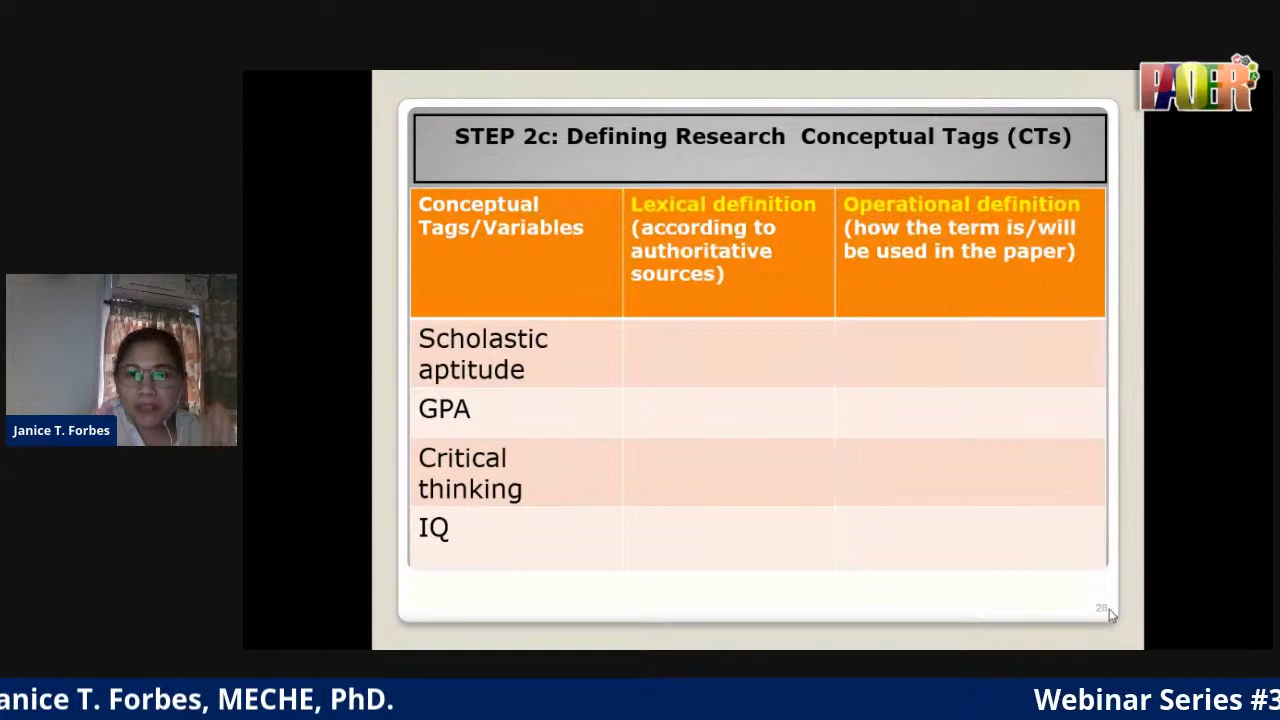 PAOER
STEP 2c: Defining Research Conceptual Tags (CTs)
Conceptual
Tags/Variables
Lexical definition
(according to
authoritative
sources)
Operational definition
(how the term is/will
be used in the paper)
Scholastic
aptitude
GPA
Critical
thinking
IQ
28
Janice T. Forbes
anice T. Forbes, MECHE, PhD.
Webinar Series #3